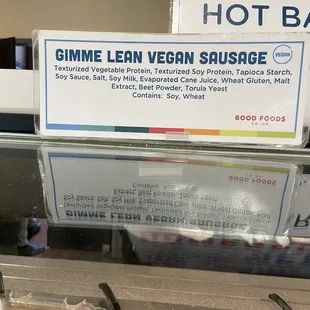 HOT BA
GIMME LEAN VEGAN SAUSAGE VEGAN
Texturized Vegetable Protein, Texturized Soy Protein, Tapioca Starch,
Soy Sauce, Salt, Soy Milk, Evaporated Cane Juice, Wheat Gluten, Malt
Extract, Beet Powder, Torula Yeast
Contains: Soy, Wheat
GOOD FOODS
CO-OP